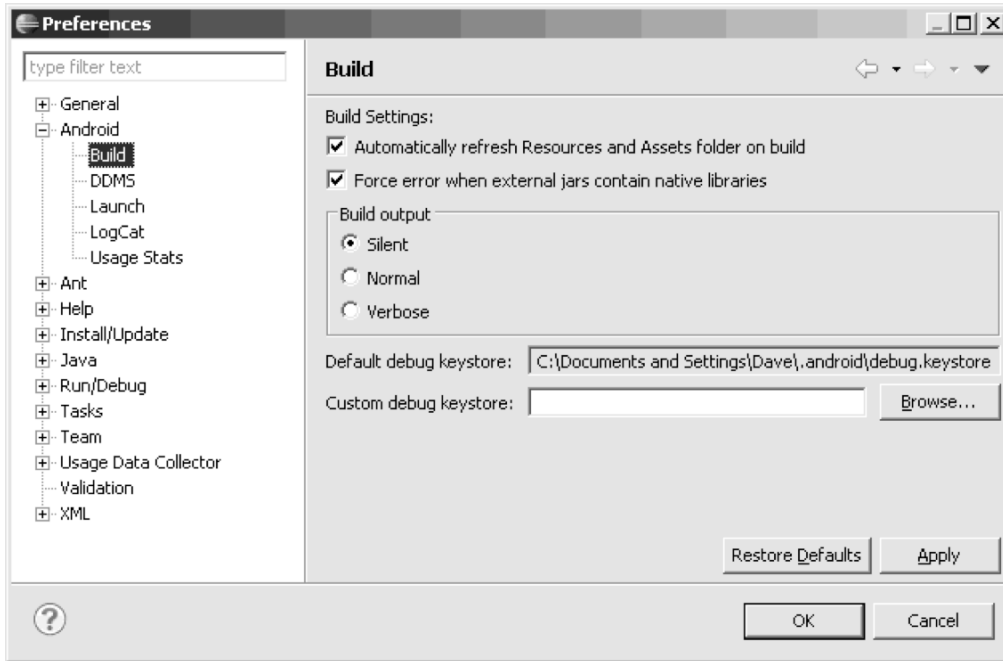 Preferences
type filter text
General
Android
Build
DDMS
Launch
LogCat
Usage Stats
Ant
Help
Install/Update
Java
Run/Debug
Tasks
Team
Usage Data Collector
Validation
XML
Build
Build Settings:
Automatically refresh Resources and Assets folder on build
Force error when external jars contain native libraries
Build output
Silent
Normal
Verbose
Default debug keystore: C:\Documents and Settings\Dave\.android\debug.keystore
Custom debug keystore: Browse...
Restore Defaults Apply
? OK Cancel